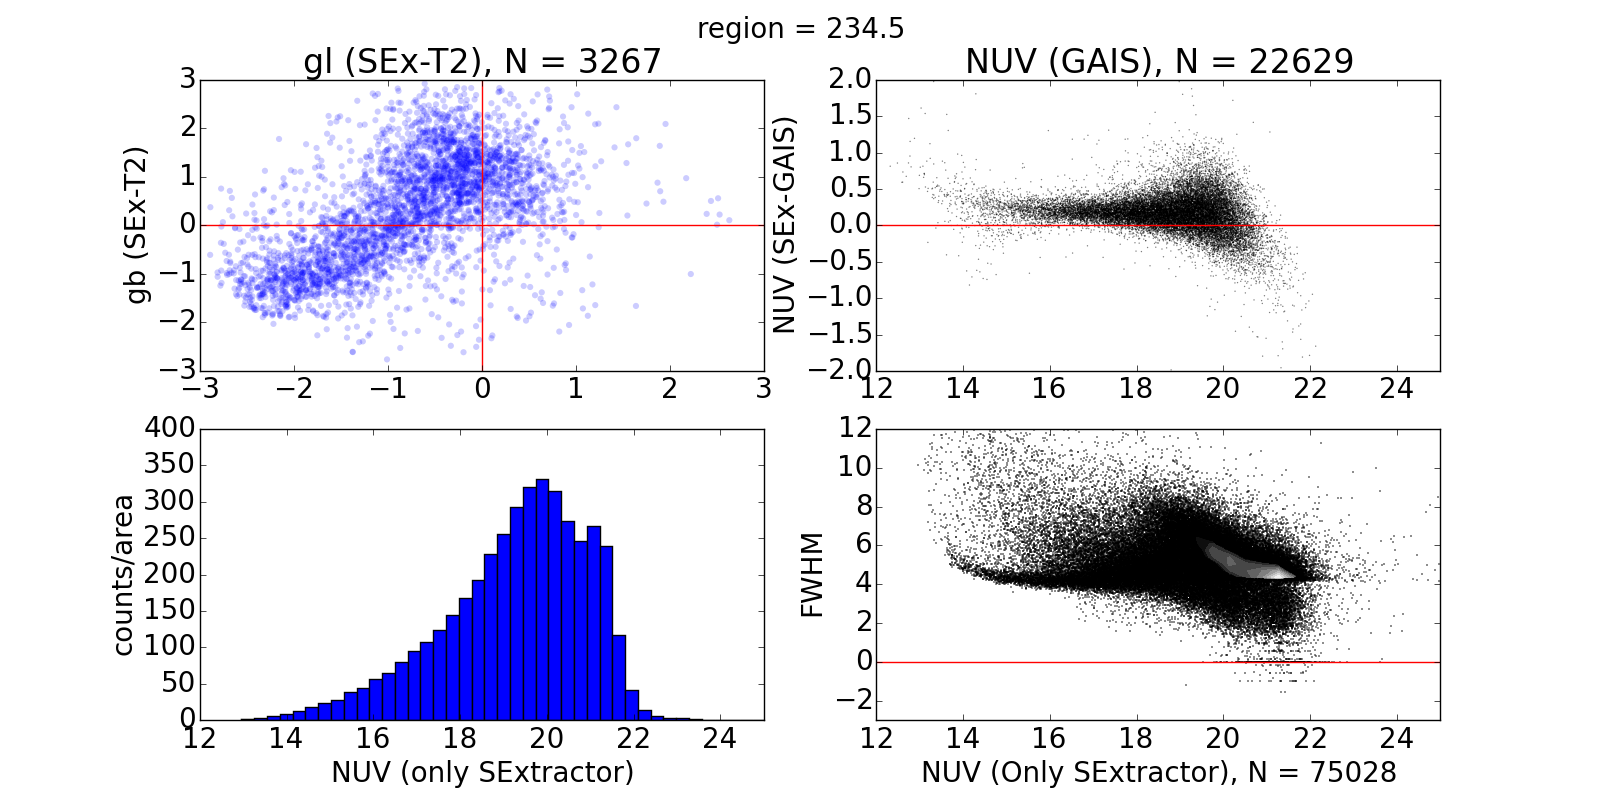 region = 234.5
gl (SEx-T2), N = 3267
NUV (GAIS), N = 22629
3
2
1
0
−1
−2
−3
gb (SEx-T2)
−3 −2 −1 0 1 2 3
2.0
1.5
1.0
0.5
0.0
−0.5
−1.0
−1.5
−2.0
NUV (SEx-GAIS)
12 14 16 18 20 22 24
400
350
300
250
200
150
100
50
0
counts/area
12 14 16 18 20 22 24
NUV (only SExtractor)
12
10
8
6
4
2
0
−2
FWHM
12 14 16 18 20 22 24
NUV (Only SExtractor), N = 75028